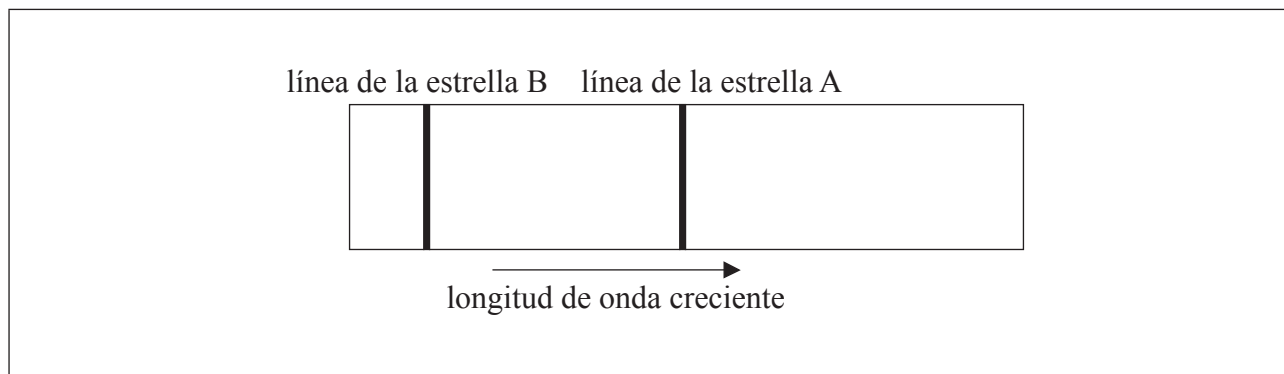 línea de la estrella B línea de la estrella A
longitud de onda creciente